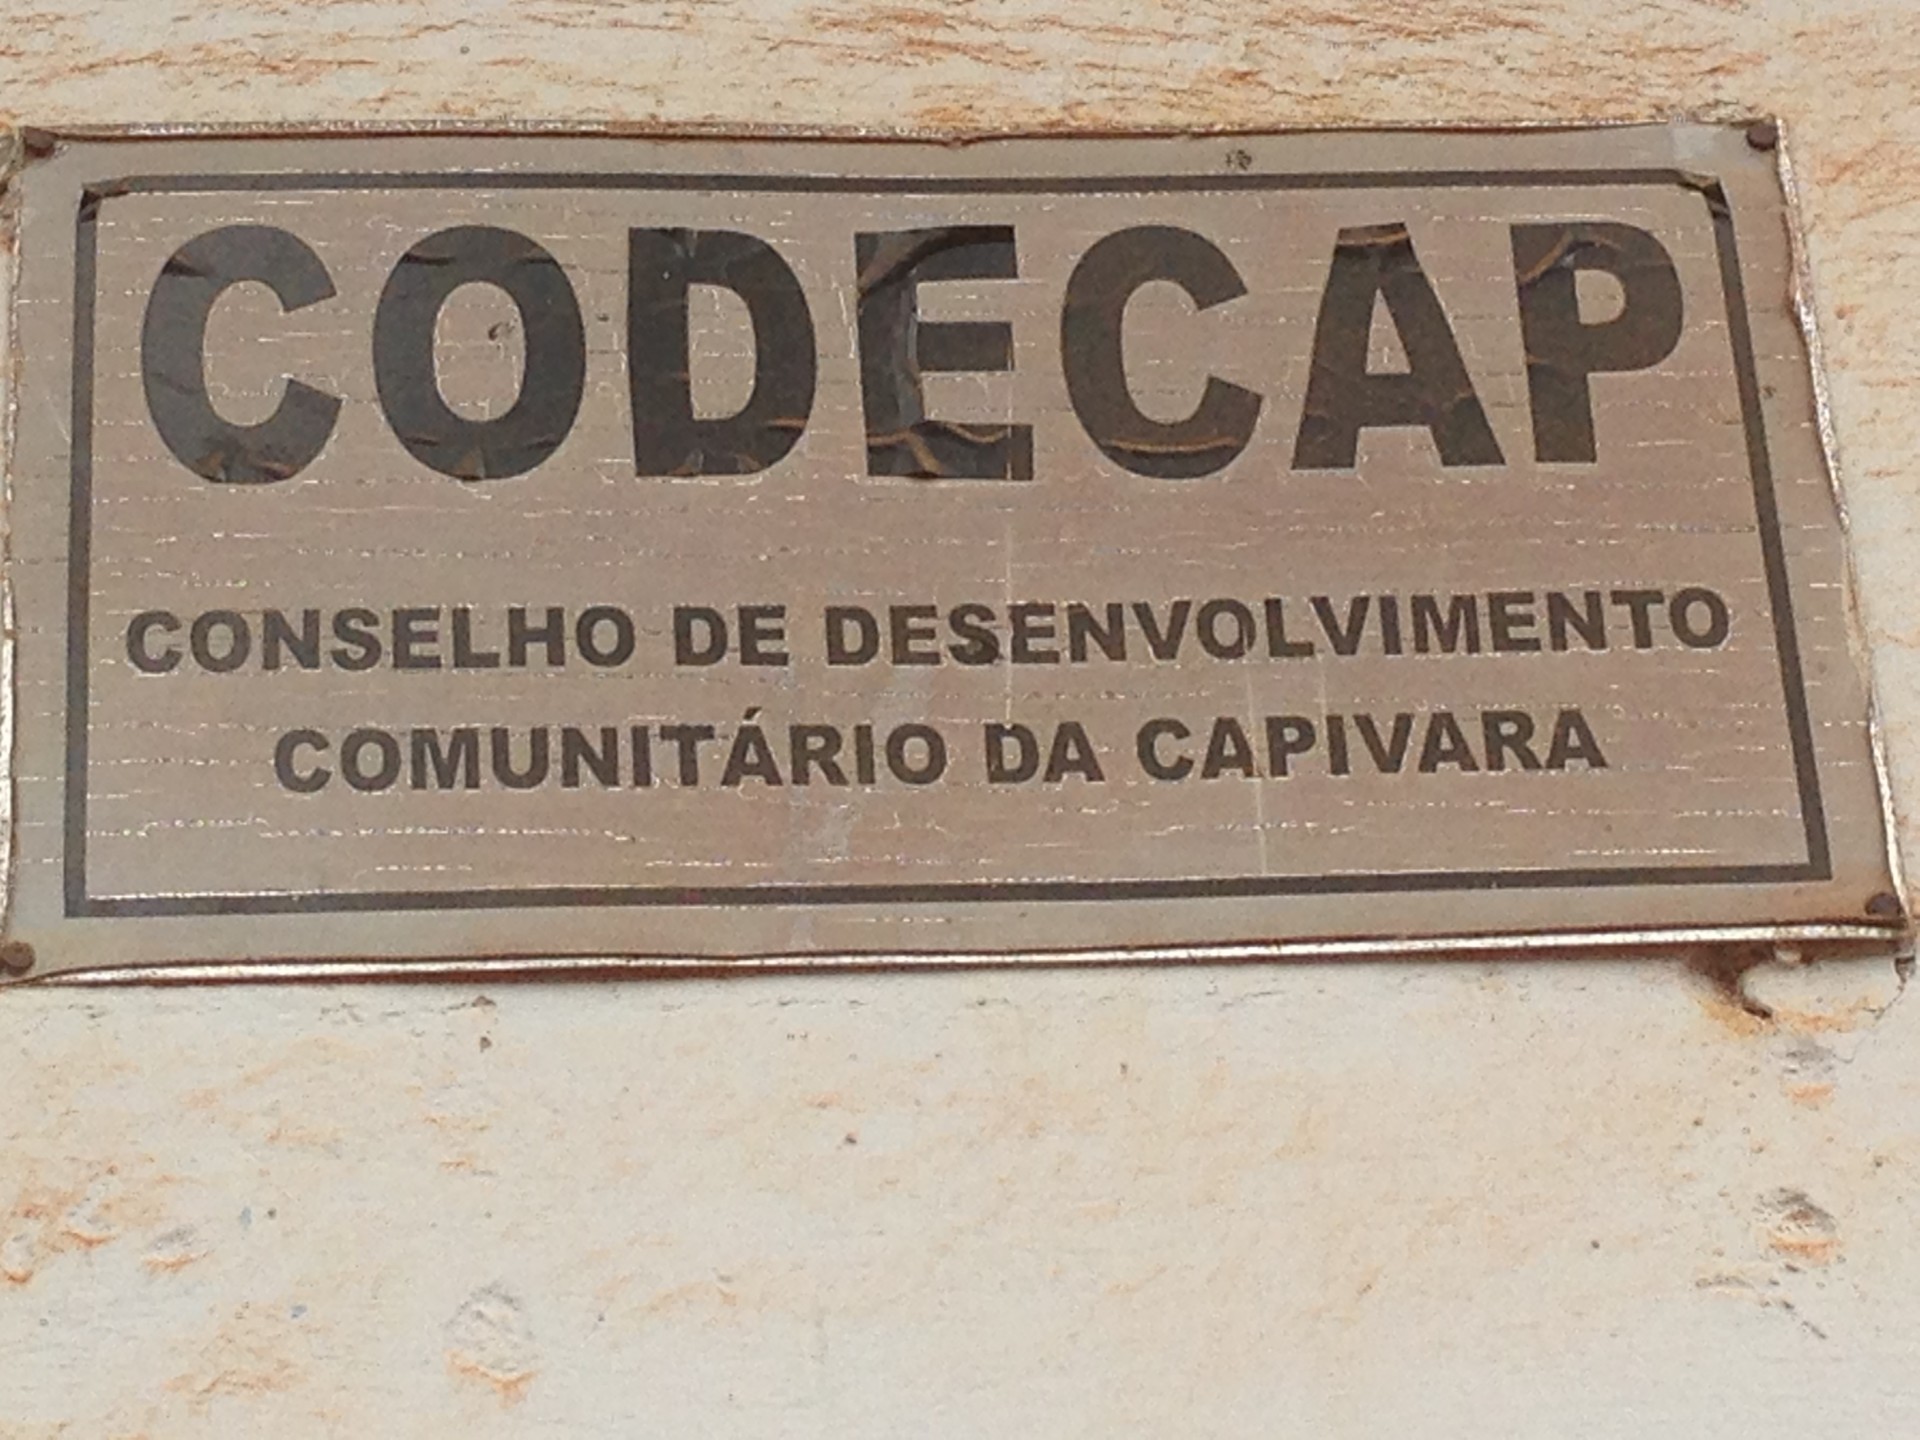 CODECAP
CONSELHO DE DESENVOLVIMENTO
COMUNITÁRIO DA CAPIVARA